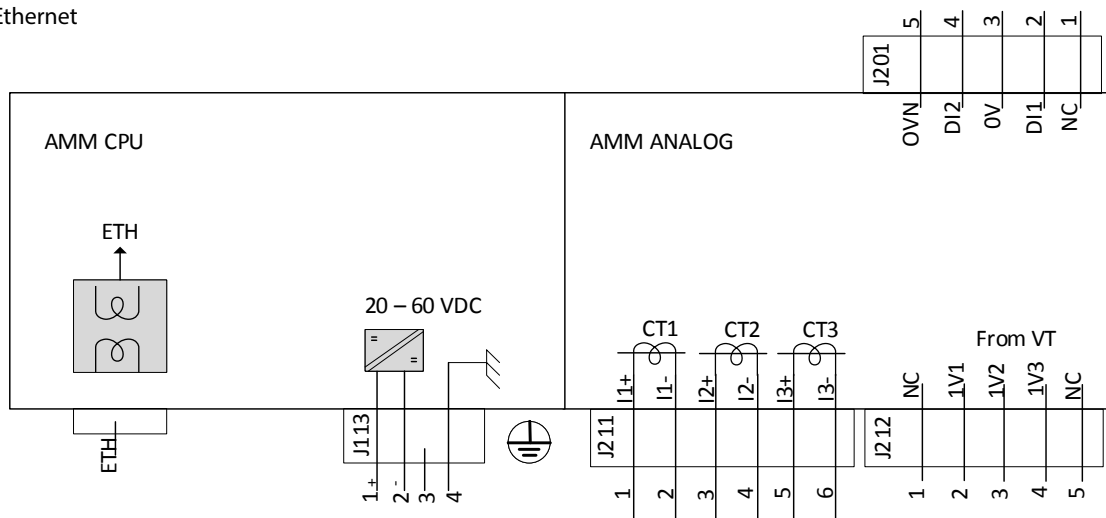 Ethernet
5 4 3 2 1
J201
OVN DI2 0V DI1 NC
AMM CPU
AMM ANALOG
ETH
20 – 60 VDC
= =
CT1 CT2 CT3
From VT
I1+ I1- I2+ I2- I3+ I3-
NC 1V1 1V2 1V3 NC
ETH
J113
J211
J212
1 + 2 - 3 4
1 2 3 4 5 6
1 2 3 4 5